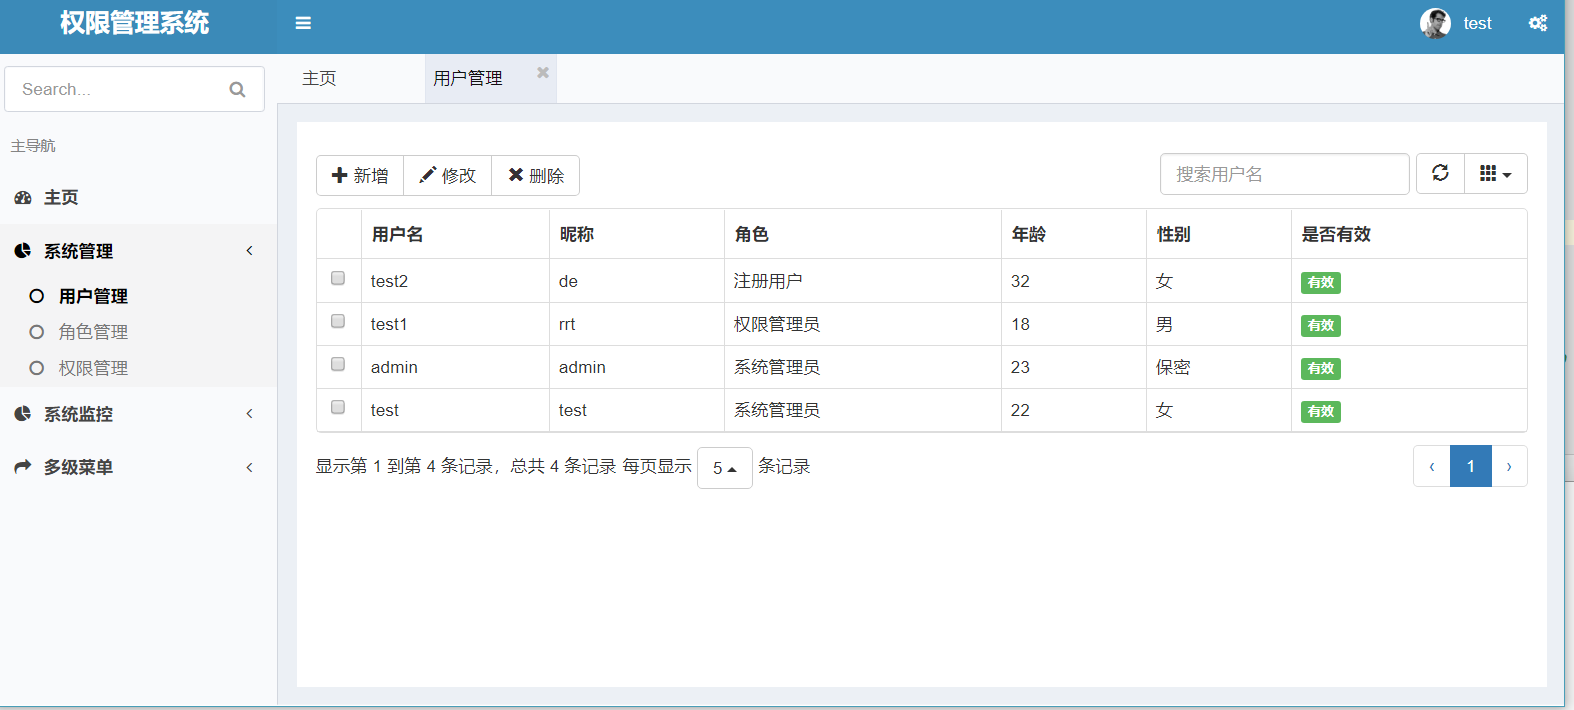 权限管理系统
test
Search...
主导航
主页
系统管理
用户管理
角色管理
权限管理
系统监控
多级菜单
主页 用户管理
新增 修改 删除
搜索用户名
用户名 昵称 角色 年龄 性别 是否有效
test2 de 注册用户 32 女 有效
test1 rrt 权限管理员 18 男 有效
admin admin 系统管理员 23 保密 有效
test test 系统管理员 22 女 有效
显示第 1 到第 4 条记录，总共 4 条记录 每页显示 5 条记录
‹ 1 ›